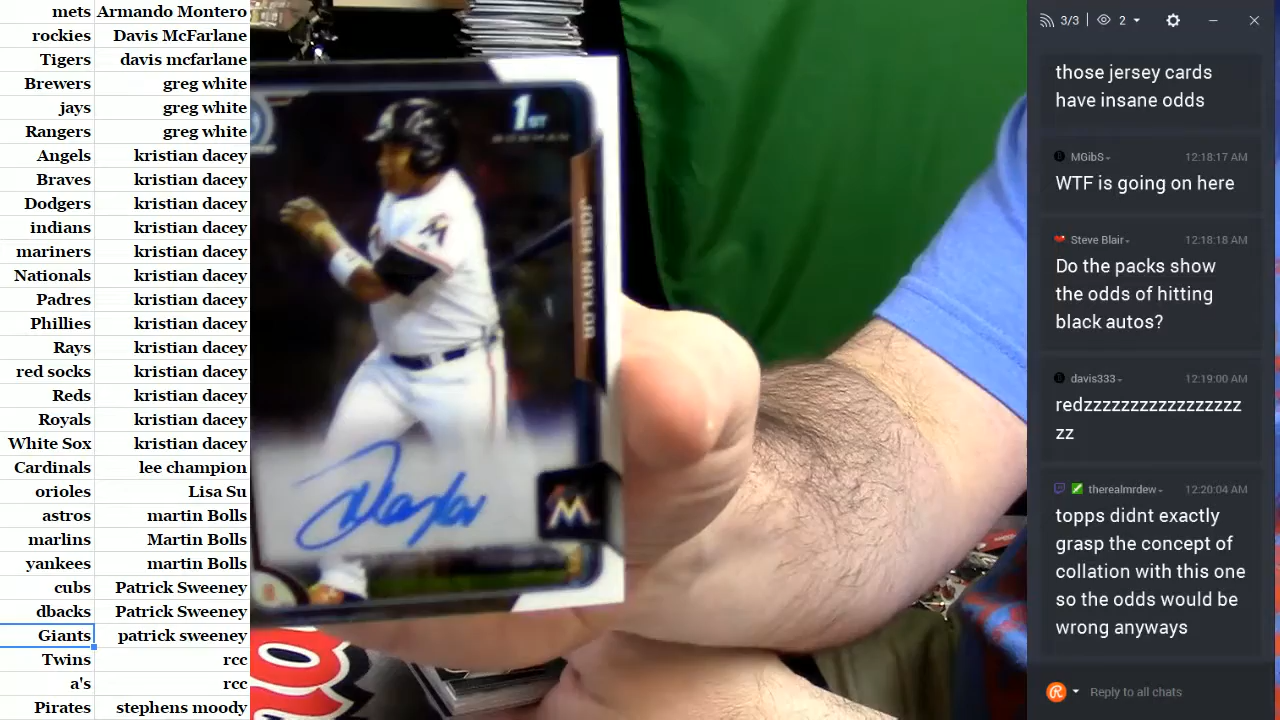 mets Armando Montero
rockies Davis McFarlane
Tigers davis mcfarlane
Brewers greg white
jays greg white
Rangers greg white
Angels kristian dacey
Braves kristian dacey
Dodgers kristian dacey
indians kristian dacey
mariners kristian dacey
Nationals kristian dacey
Padres kristian dacey
Phillies kristian dacey
Rays kristian dacey
red socks kristian dacey
Reds kristian dacey
Royals kristian dacey
White Sox kristian dacey
Cardinals lee champion
orioles Lisa Su
astros martin Bolls
marlins Martin Bolls
yankees martin Bolls
cubs Patrick Sweeney
dbacks Patrick Sweeney
Giants patrick sweeney
Twins rcc
a's rcc
Pirates stephens moody
1ST
BOWMAN
JOSH NAYLOR
M
3/3 2
those jersey cards
have insane odds
MGibS 12:18:17 AM
WTF is going on here
Steve Blair 12:18:18 AM
Do the packs show
the odds of hitting
black autos?
davis333 12:19:00 AM
redzzzzzzzzzzzzzzzzz
zz
therealmrdew 12:20:04 AM
topps didnt exactly
grasp the concept of
collation with this one
so the odds would be
wrong anyways
Reply to all chats